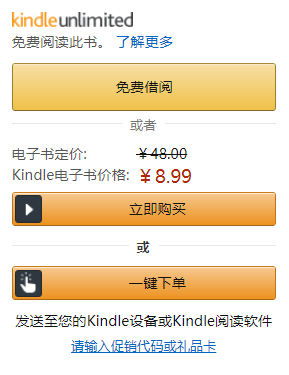 kindleunlimited
免费阅读此书。 了解更多
免费借阅
或者
电子书定价: ￥48.00
Kindle电子书价格: ￥8.99
立即购买
或
一键下单
发送至您的Kindle设备或Kindle阅读软件
请输入促销代码或礼品卡